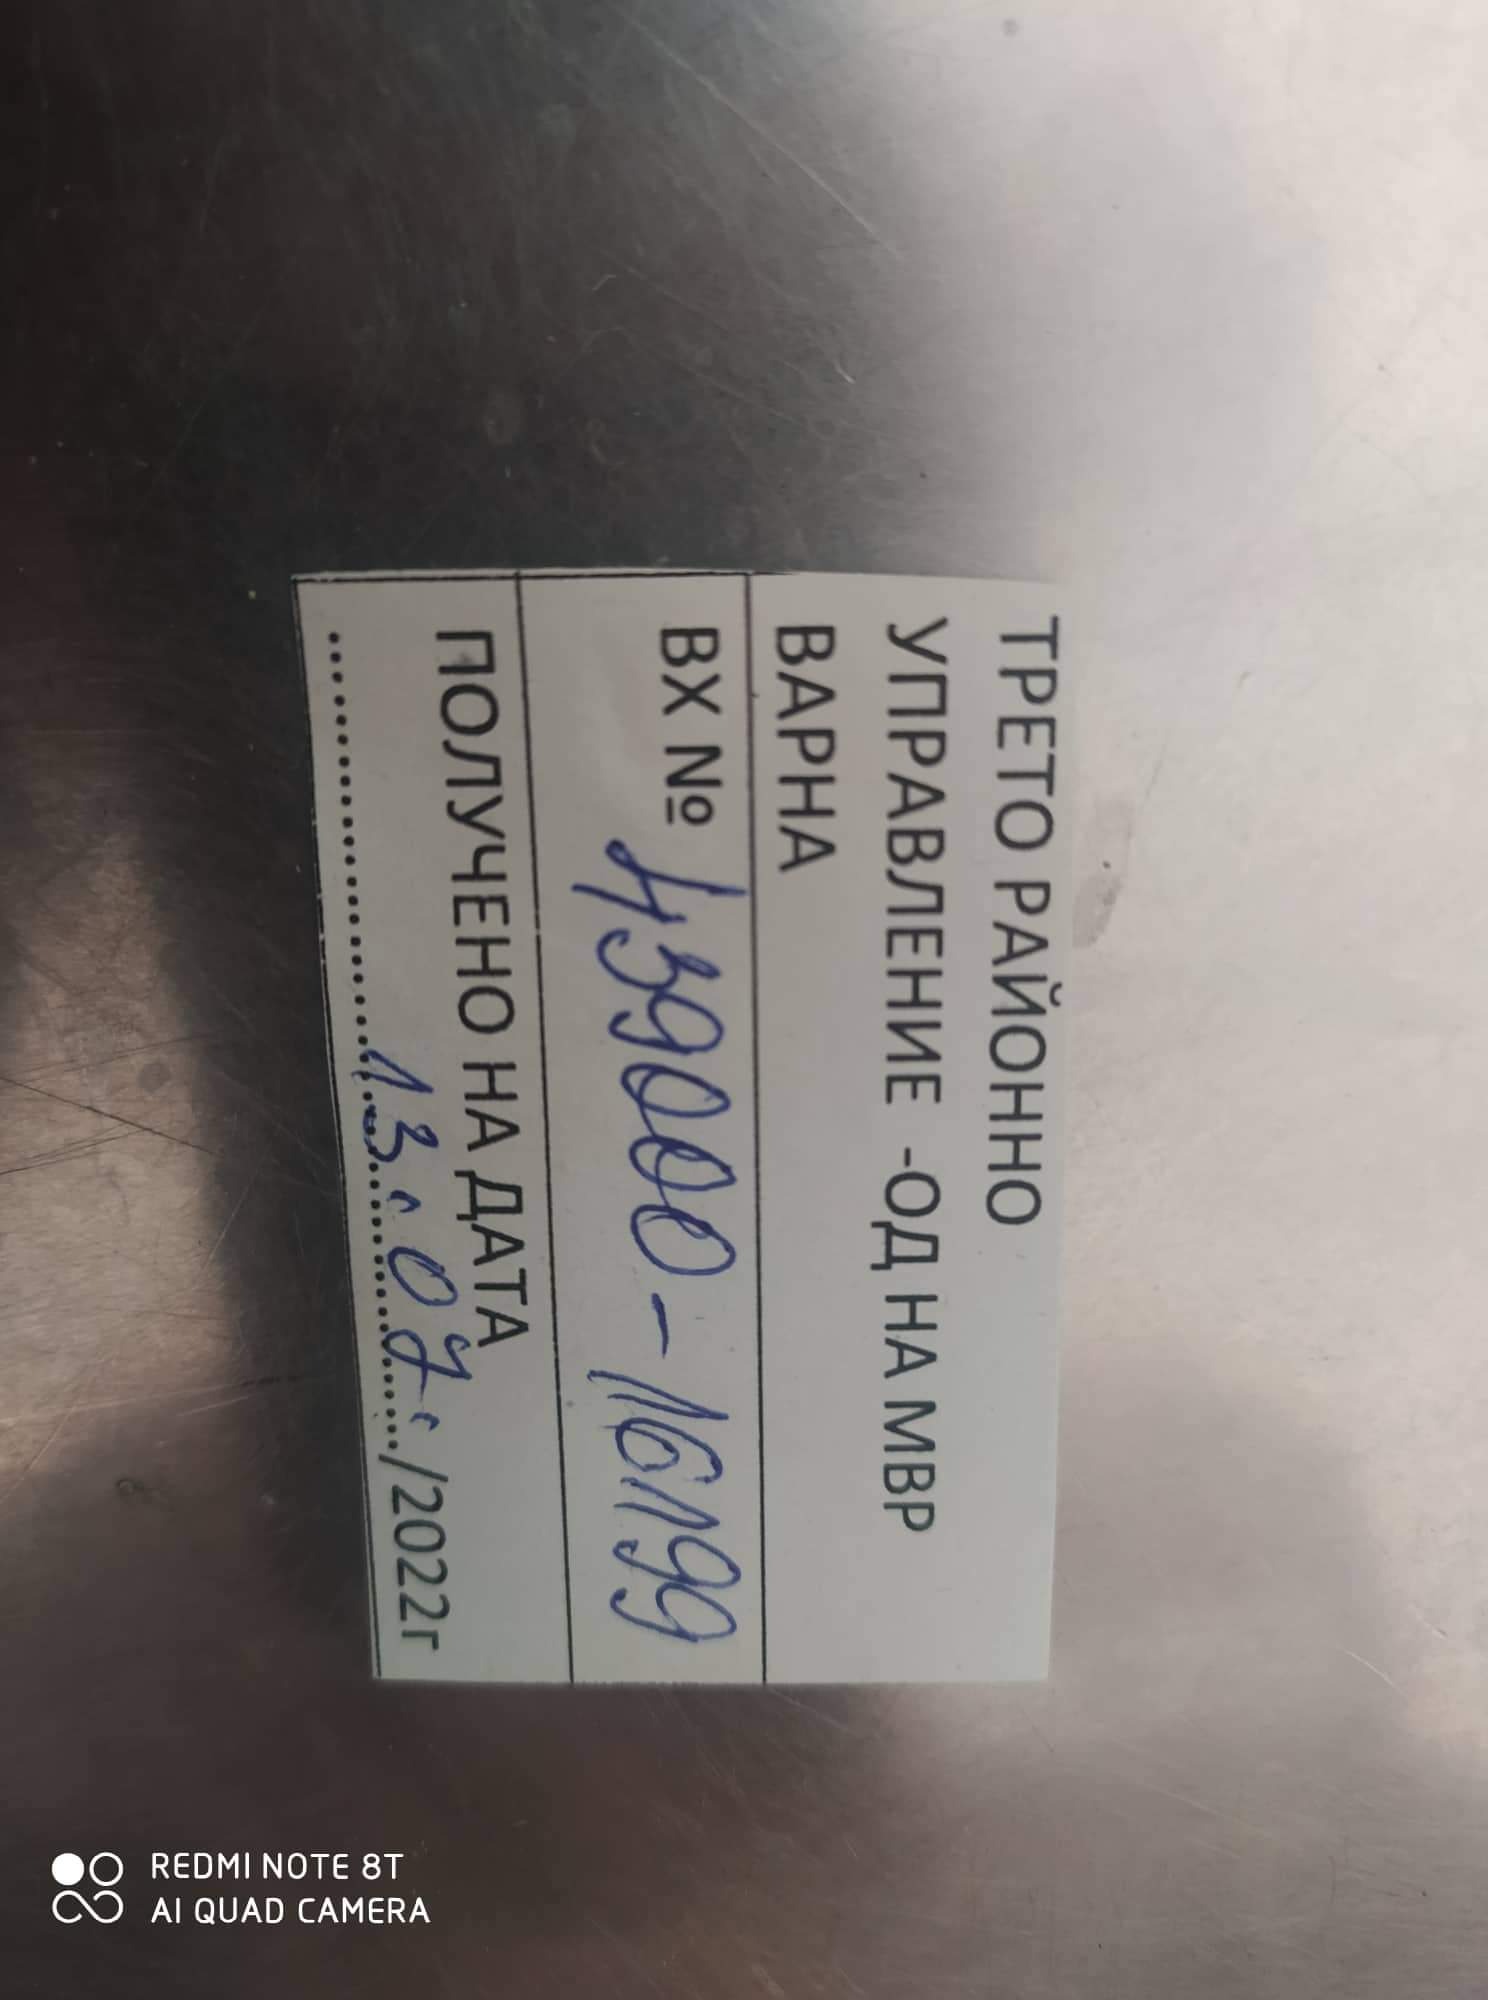 ТРЕТО РАЙОННО
УПРАВЛЕНИЕ -ОД НА МВР
ВАРНА
ВХ № 439000-16199
ПОЛУЧЕНО НА ДАТА
..........13.07........./2022г
REDMI NOTE 8T
AI QUAD CAMERA